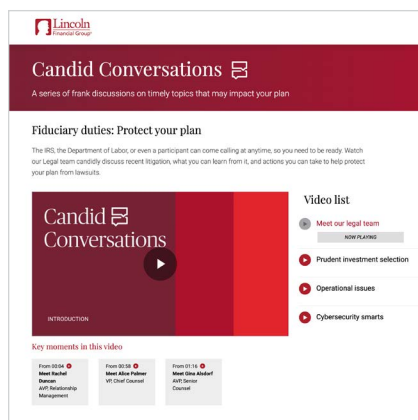 Lincoln
Financial Group®
Candid Conversations
A series of frank discussions on timely topics that may impact your plan
Fiduciary duties: Protect your plan
The IRS, the Department of Labor, or even a participant can come calling at anytime, so you need to be ready. Watch
our Legal team candidly discuss recent litigation, what you can learn from it, and actions you can take to help protect
your plan from lawsuits.
Candid
Conversations
INTRODUCTION
Video list
Meet our legal team
NOW PLAYING
Prudent investment selection
Operational issues
Cybersecurity smarts
Key moments in this video
From 00:04
Meet Rachel
Duncan
AVP, Relationship
Management
From 00:58
Meet Alice Palmer
VP, Chief Counsel
From 01:16
Meet Gina Alsdorf
AVP, Senior
Counsel